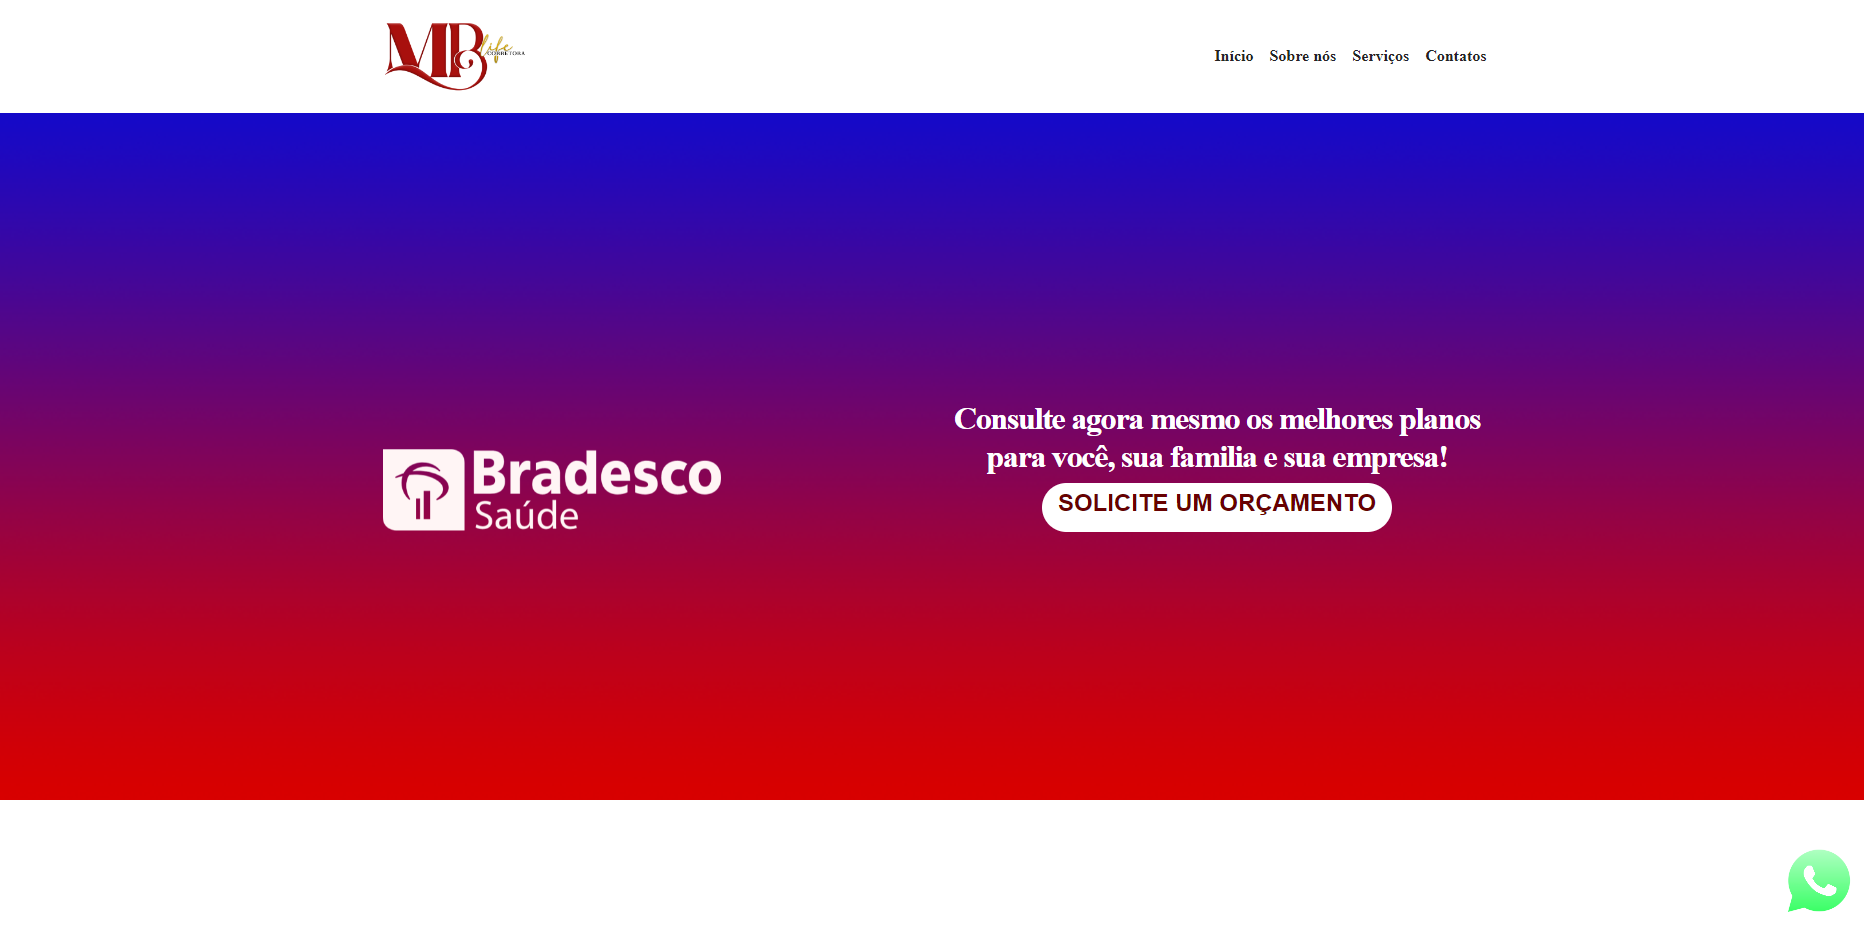 MB life
CORRETORA
Início Sobre nós Serviços Contatos
Consulte agora mesmo os melhores planos
para você, sua familia e sua empresa!
SOLICITE UM ORÇAMENTO
Bradesco
Saúde